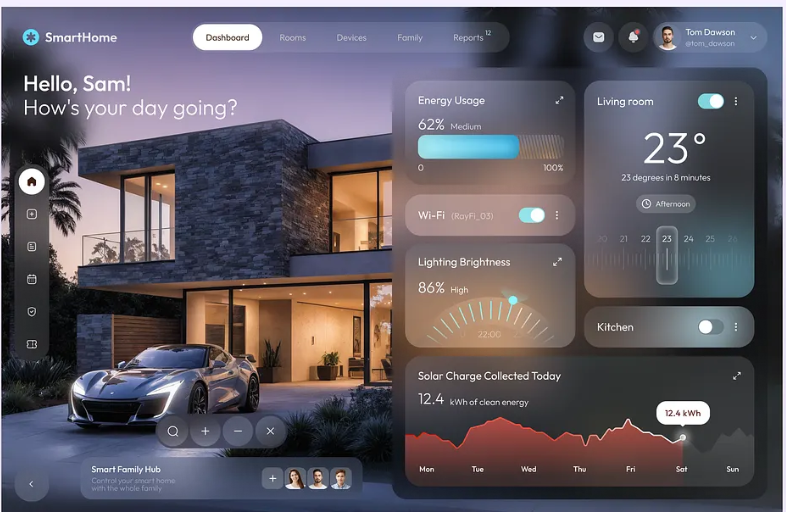 SmartHome
Dashboard
Rooms
Devices
Family
Reports 12
Tom Dawson
@tom_dawson
Hello, Sam!
How's your day going?
Energy Usage
62% Medium
0
100%
Wi-Fi (RayFi_03)
Lighting Brightness
86% High
22:00
Living room
23°
23 degrees in 8 minutes
Afternoon
20 21 22 23 24 25 26
Kitchen
Solar Charge Collected Today
12.4 kWh of clean energy
12.4 kWh
Mon Tue Wed Thu Fri Sat Sun
Smart Family Hub
Control your smart home
with the whole family